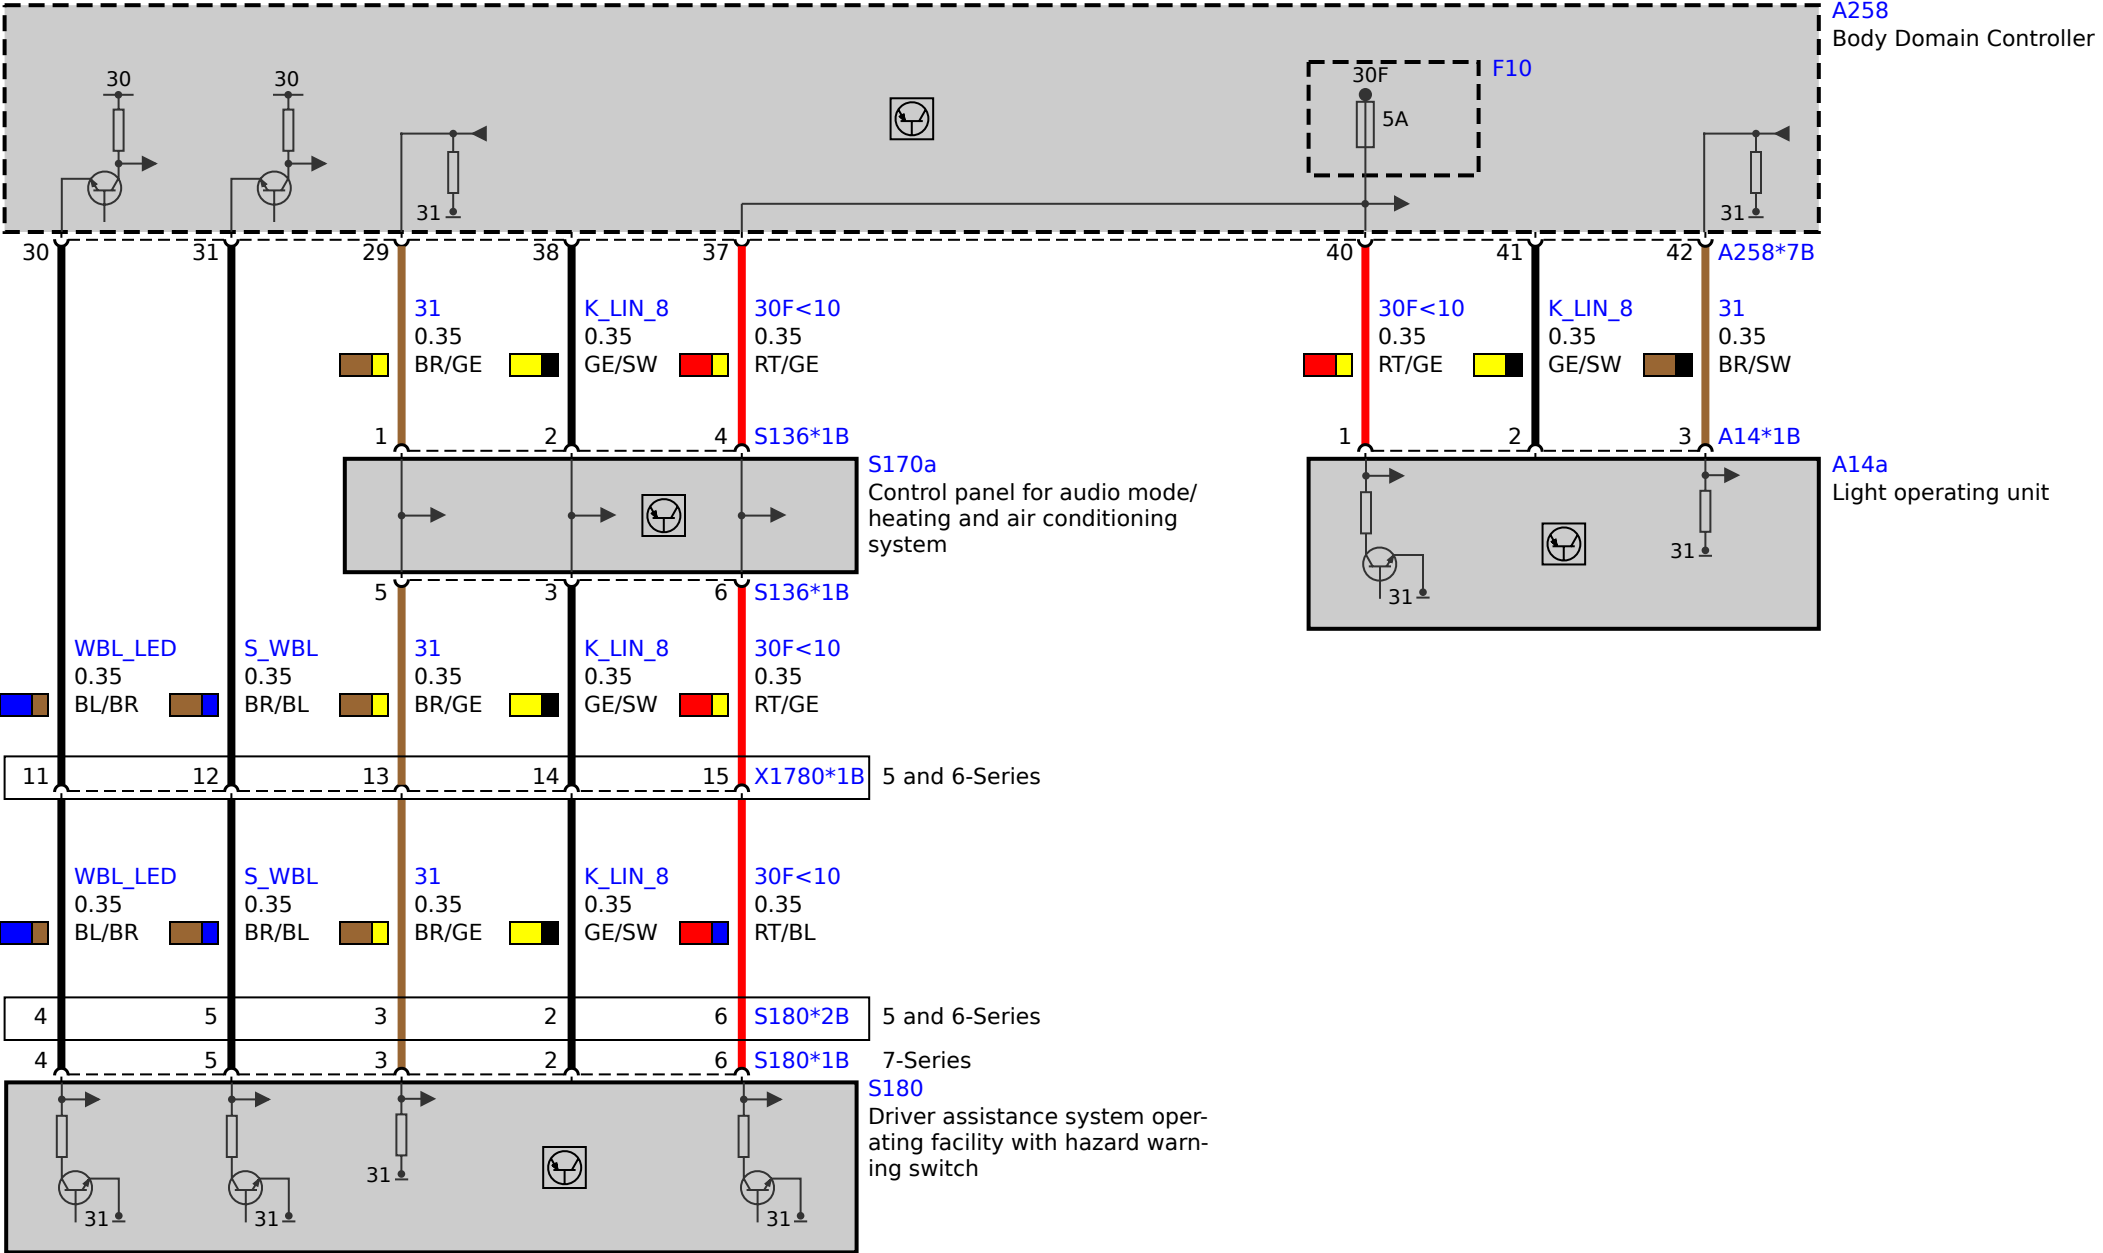 A258
Body Domain Controller
30
30
30F
F10
5A
31
31
30
31
29
38
37
40
41
42
A258*7B
31
0.35
BR/GE
K_LIN_8
0.35
GE/SW
30F<10
0.35
RT/GE
30F<10
0.35
RT/GE
K_LIN_8
0.35
GE/SW
31
0.35
BR/SW
1
2
4
S136*1B
1
2
3
A14*1B
S170a
Control panel for audio mode/
heating and air conditioning
system
A14a
Light operating unit
31
31
5
3
6
S136*1B
WBL_LED
0.35
BL/BR
S_WBL
0.35
BR/BL
31
0.35
BR/GE
K_LIN_8
0.35
GE/SW
30F<10
0.35
RT/GE
11
12
13
14
15
X1780*1B
5 and 6-Series
WBL_LED
0.35
BL/BR
S_WBL
0.35
BR/BL
31
0.35
BR/GE
K_LIN_8
0.35
GE/SW
30F<10
0.35
RT/BL
4
5
3
2
6
S180*2B
5 and 6-Series
4
5
3
2
6
S180*1B
7-Series
S180
Driver assistance system oper-
ating facility with hazard warn-
ing switch
31
31
31
31